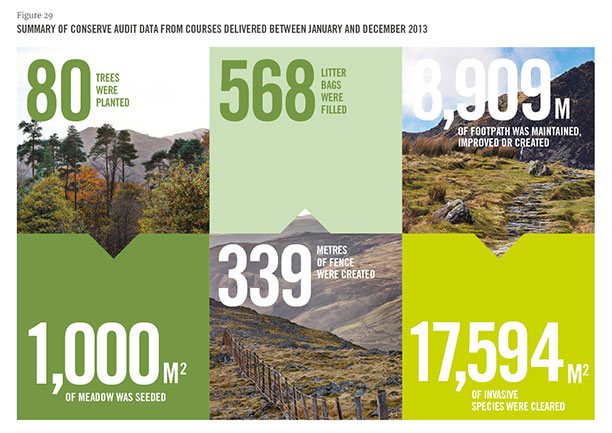 Figure 29
SUMMARY OF CONSERVE AUDIT DATA FROM COURSES DELIVERED BETWEEN JANUARY AND DECEMBER 2013
80 TREES
WERE
PLANTED
568 LITTER
BAGS
WERE
FILLED
8,909 M
OF FOOTPATH WAS MAINTAINED,
IMPROVED OR CREATED
1,000 M²
OF MEADOW WAS SEEDED
339 METRES
OF FENCE
WERE CREATED
17,594 M²
OF INVASIVE
SPECIES WERE CLEARED